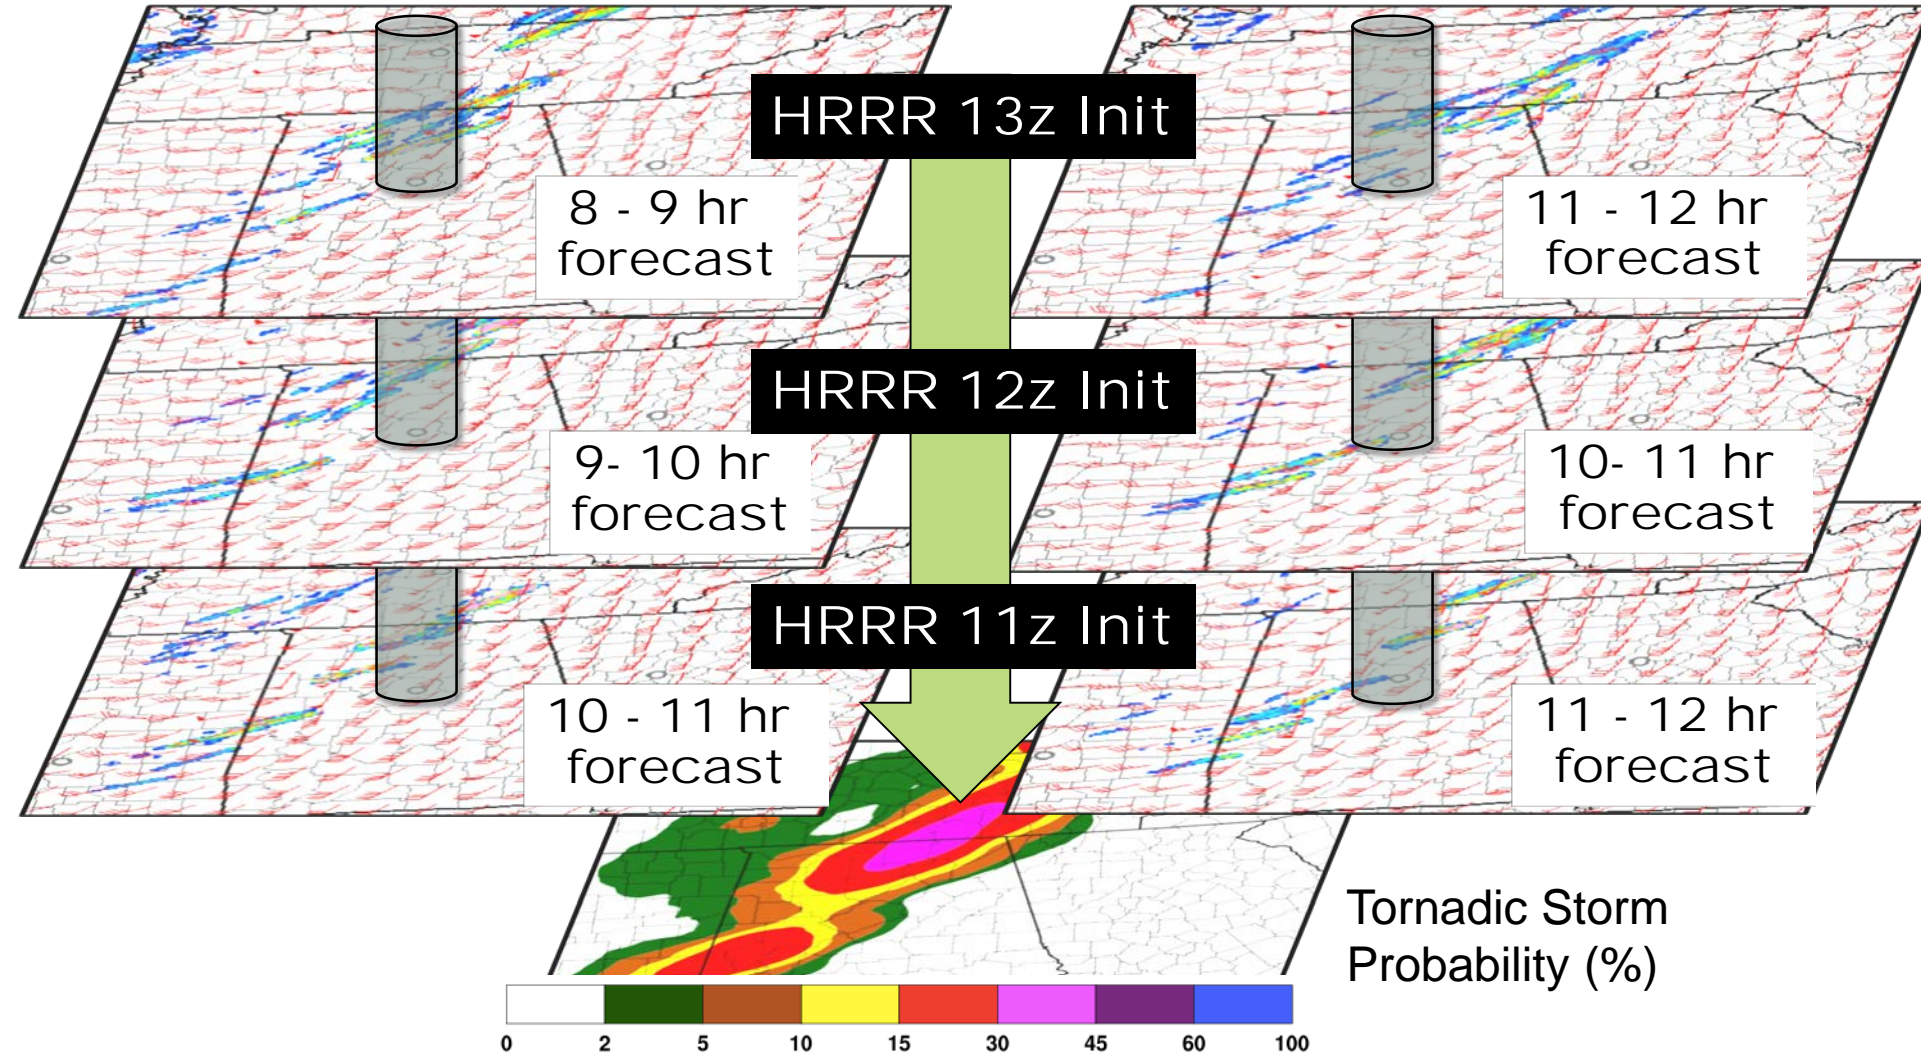 HRRR 13z Init
8 - 9 hr
forecast
11 - 12 hr
forecast
HRRR 12z Init
9- 10 hr
forecast
10- 11 hr
forecast
HRRR 11z Init
10 - 11 hr
forecast
11 - 12 hr
forecast
Tornadic Storm
Probability (%)
0 2 5 10 15 30 45 60 100